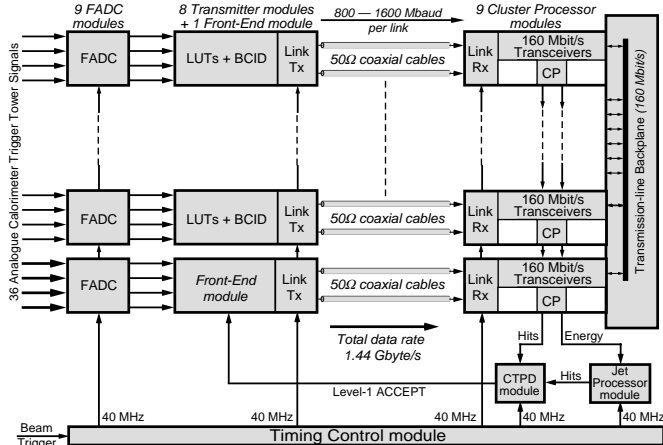 9 FADC
modules
8 Transmitter modules
+ 1 Front-End module
800 — 1600 Mbaud
per link
9 Cluster Processor
modules
36 Analogue Calorimeter Trigger Tower Signals
FADC
LUTs + BCID
Link
Tx
50Ω coaxial cables
Link
Rx
160 Mbit/s
Transceivers
CP
Transmission-line Backplane (160 Mbit/s)
FADC
LUTs + BCID
Link
Tx
50Ω coaxial cables
Link
Rx
160 Mbit/s
Transceivers
CP
FADC
Front-End
module
Link
Tx
50Ω coaxial cables
Link
Rx
160 Mbit/s
Transceivers
CP
Total data rate
1.44 Gbyte/s
Hits
Energy
Level-1 ACCEPT
CTPD
module
Hits
Jet
Processor
module
40 MHz
40 MHz
40 MHz
40 MHz
40 MHz
Beam
Trigger
Timing Control module